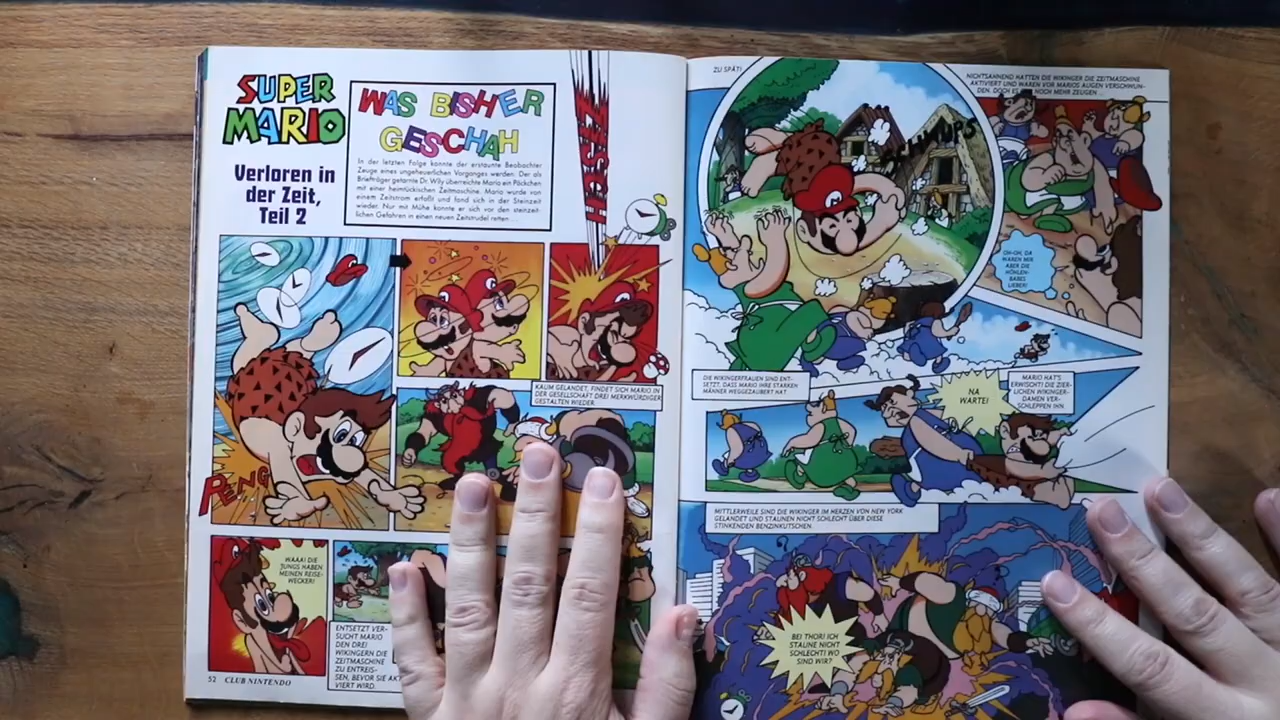 SUPER
MARIO
Verloren in
der Zeit,
Teil 2
WAS BISHER
GESCHAH
In der letzten Folge konnte der erstaunte Beobachter
Zeuge eines ungeheuerlichen Vorganges werden. Der als
Briefträger getarnte Dr. Wily überreichte Mario ein Päckchen
mit einer heimtückischen Zeitmaschine. Mario wurde von
einem Zeitstrom erfaßt und fand sich in der Steinzeit
wieder. Nur mit Mühe konnte er sich vor den steinzeit-
lichen Gefahren in einen neuen Zeitstrudel retten ...
RENG
KAUM GELANDET, FINDET SICH MARIO IN
DER GESELLSCHAFT DREI MERKWÜRDIGER
GESTALTEN WIEDER.
WAAA! DIE
JUNGS HABEN
MEINEN REISE-
WECKER!
ENTSETZT VER-
SUCHT MARIO
DEN DREI
WIKINGERN DIE
ZEITMASCHINE
ZU ENTREIS-
SEN, BEVOR SIE AKT
VIERT WIRD.
52 CLUB NINTENDO
ZU SPÄT!
NICHTSAHNEND HATTEN DIE WIKINGER DIE ZEITMASCHINE
AKTIVIERT UND WAREN VOR MARIOS AUGEN VERSCHWUN-
DEN. DOCH ES NOCH MEHR ZEUGEN ...
OH-OH, DA
WAREN MIR
ABER DIE
HÖHLEN-
BABES
LIEBER!
DIE WIKINGERFRAUEN SIND ENT-
SETZT, DASS MARIO IHRE STARKEN
MÄNNER WEGGEZAUBERT HAT
NA
WARTE!
MARIO HAT'S
ERWISCHT! DIE ZIER-
LICHEN WIKINGER-
DAMEN VER-
SCHLEPPEN IHN.
MITTLERWEILE SIND DIE WIKINGER IM HERZEN VON NEW YORK
GELANDET UND STAUNEN NICHT SCHLECHT ÜBER DIESE
STINKENDEN BENZINKUTSCHEN.
BEI THOR! ICH
STAUNE NICHT
SCHLECHT! WO
SIND WIR?